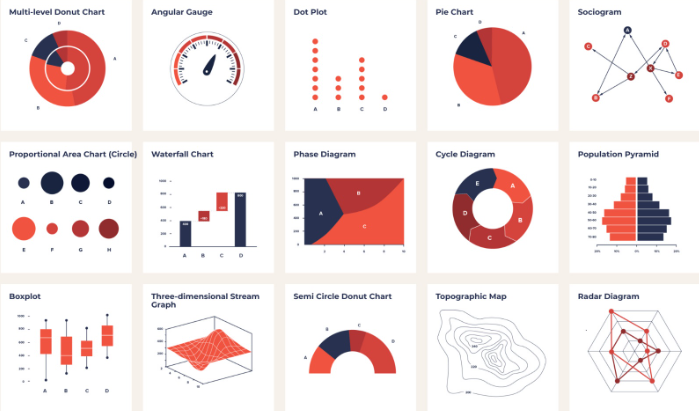 Multi-level Donut Chart
D
C
A
B
Angular Gauge
Dot Plot
A B C D
Pie Chart
D
C
A
B
Sociogram
A
C
D
E
F
Proportional Area Chart (Circle)
A B C D
E F G H
Waterfall Chart
A B C D
Phase Diagram
A
B
C
Cycle Diagram
E
A
D
B
C
Population Pyramid
Boxplot
A B C D
Three-dimensional Stream
Graph
Semi Circle Donut Chart
B C
A D
Topographic Map
Radar Diagram